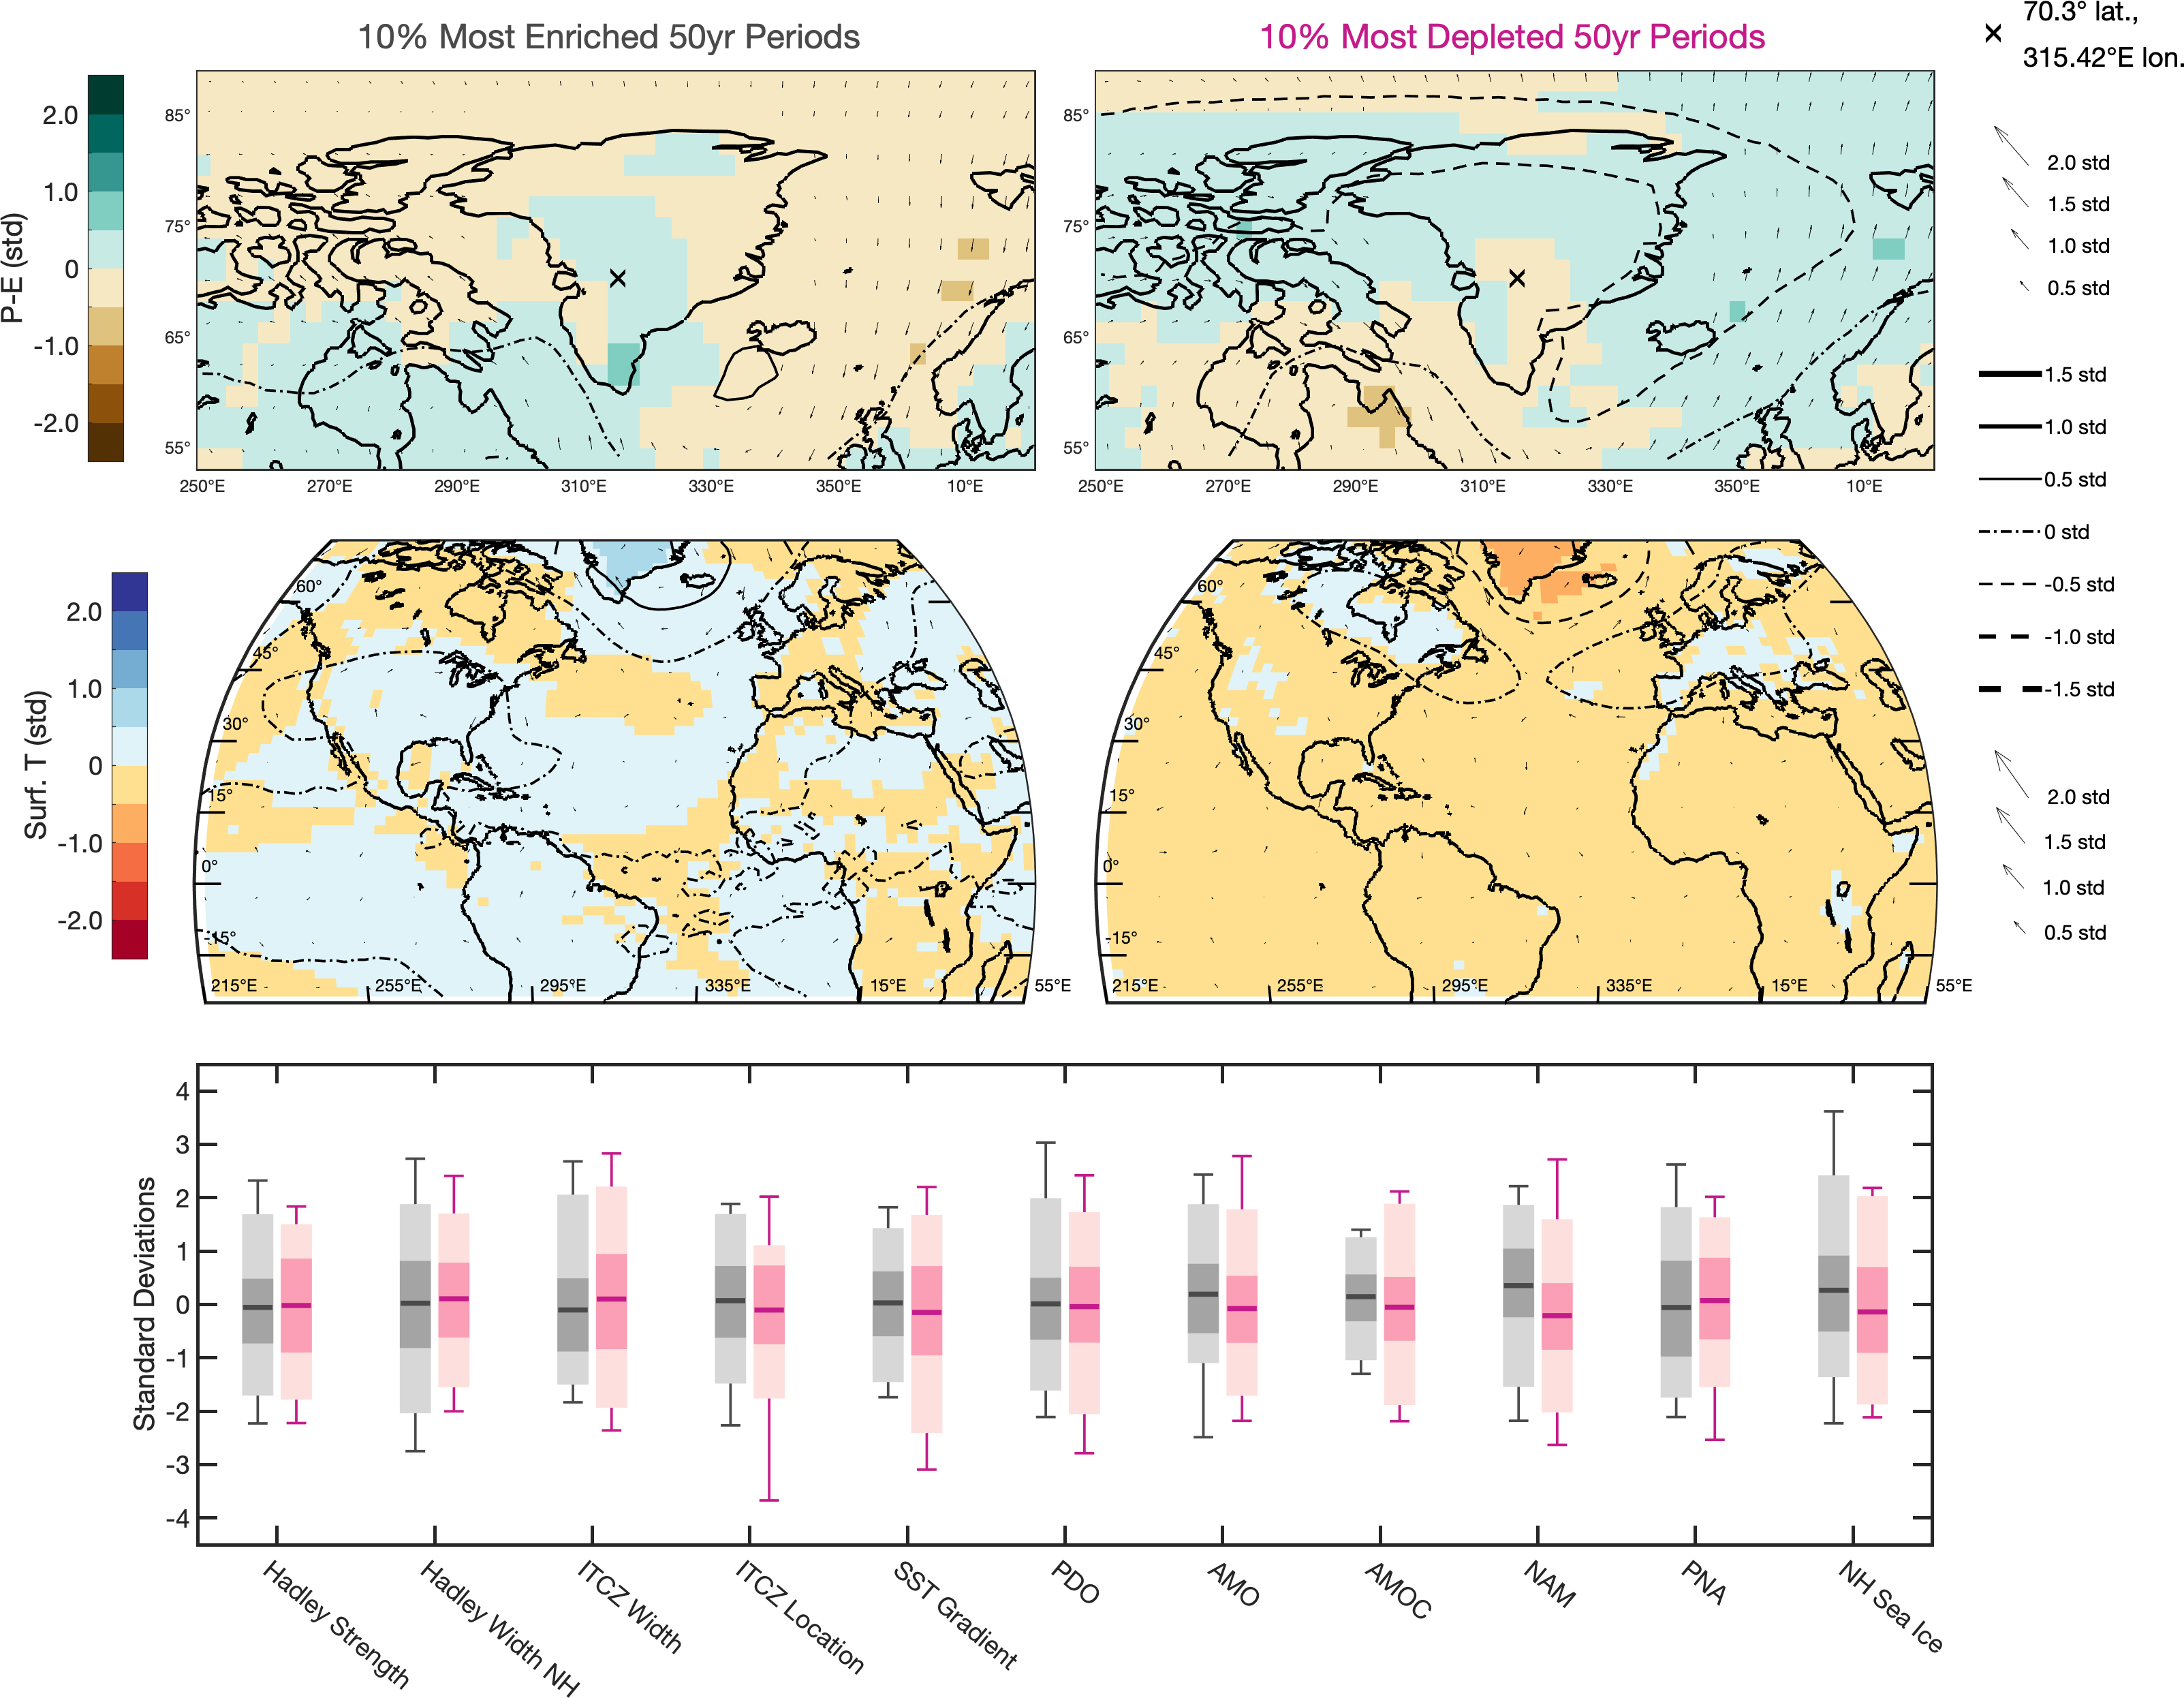 10% Most Enriched 50yr Periods
10% Most Depleted 50yr Periods
70.3° lat.,
315.42°E lon.
P-E (std)
2.0
1.0
0
-1.0
-2.0
85°
75°
65°
55°
250°E 270°E 290°E 310°E 330°E 350°E 10°E
85°
75°
65°
55°
250°E 270°E 290°E 310°E 330°E 350°E 10°E
2.0 std
1.5 std
1.0 std
0.5 std
1.5 std
1.0 std
0.5 std
0 std
-0.5 std
-1.0 std
-1.5 std
Surf. T (std)
2.0
1.0
0
-1.0
-2.0
60°
45°
30°
15°
0°
-15°
215°E 255°E 295°E 335°E 15°E 55°E
60°
45°
30°
15°
0°
-15°
215°E 255°E 295°E 335°E 15°E 55°E
2.0 std
1.5 std
1.0 std
0.5 std
Standard Deviations
4
3
2
1
0
-1
-2
-3
-4
Hadley Strength
Hadley Width NH
ITCZ Width
ITCZ Location
SST Gradient
PDO
AMO
AMOC
NAM
PNA
NH Sea Ice